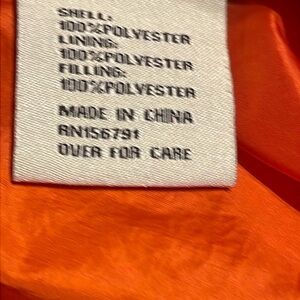 SHELL:
100%POLYESTER
LINING:
100%POLYESTER
FILLING:
100%POLYESTER
MADE IN CHINA
RN156791
OVER FOR CARE